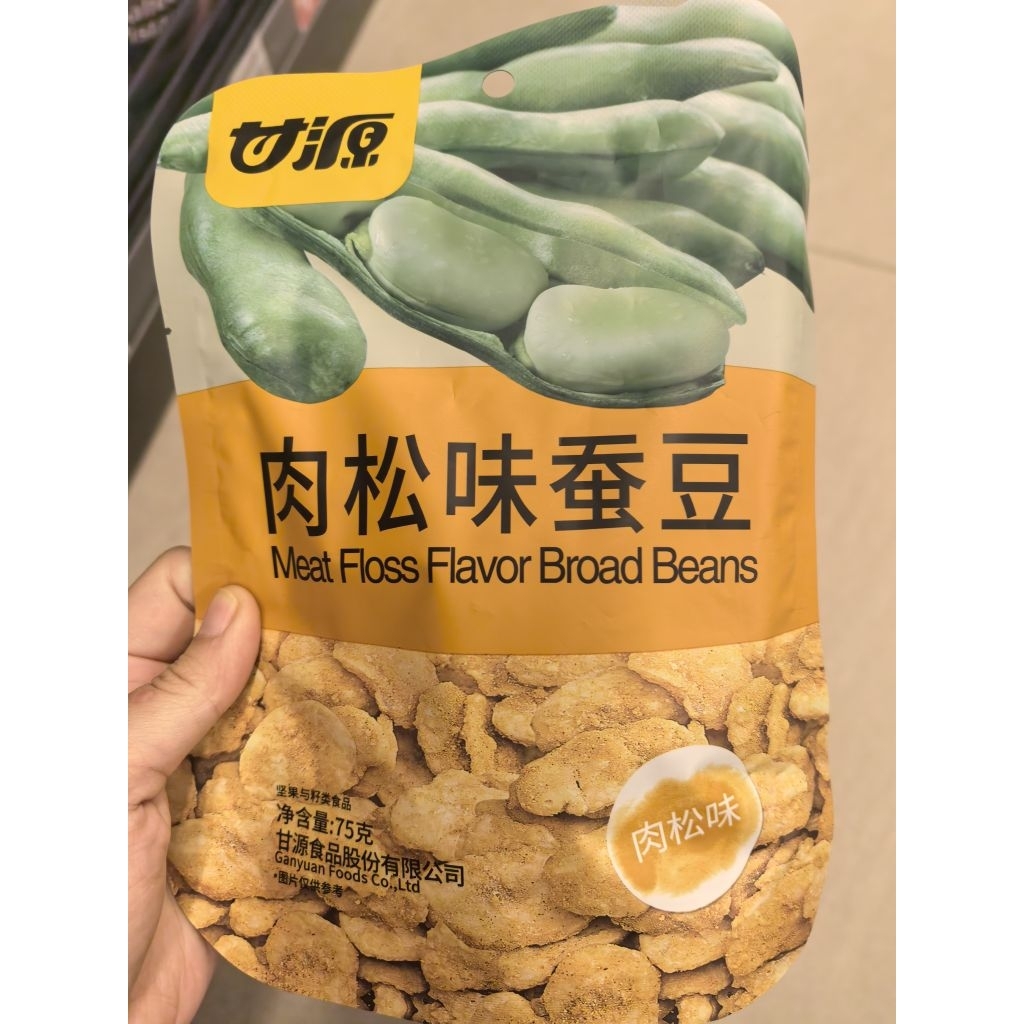 甘源
肉松味蚕豆
Meat Floss Flavor Broad Beans
坚果与籽类食品
净含量:75克
甘源食品股份有限公司
Ganyuan Foods Co.,Ltd
*图片仅供参考
肉松味